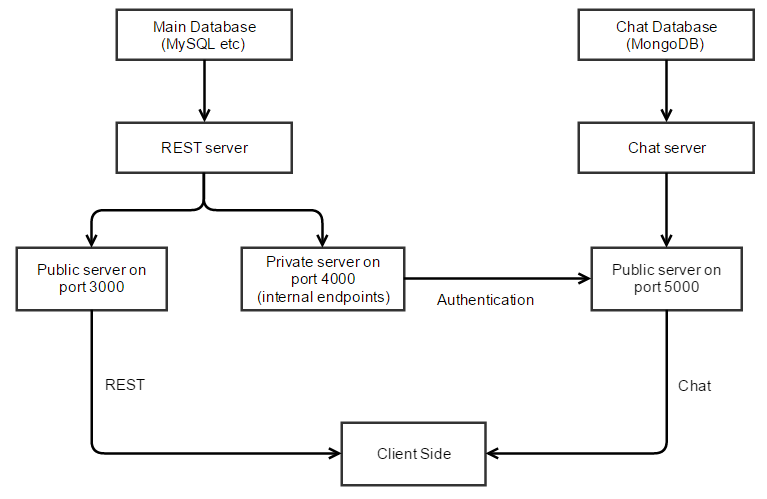 Main Database
(MySQL etc)
Chat Database
(MongoDB)
REST server
Chat server
Public server on
port 3000
Private server on
port 4000
(internal endpoints)
Public server on
port 5000
Authentication
REST
Chat
Client Side